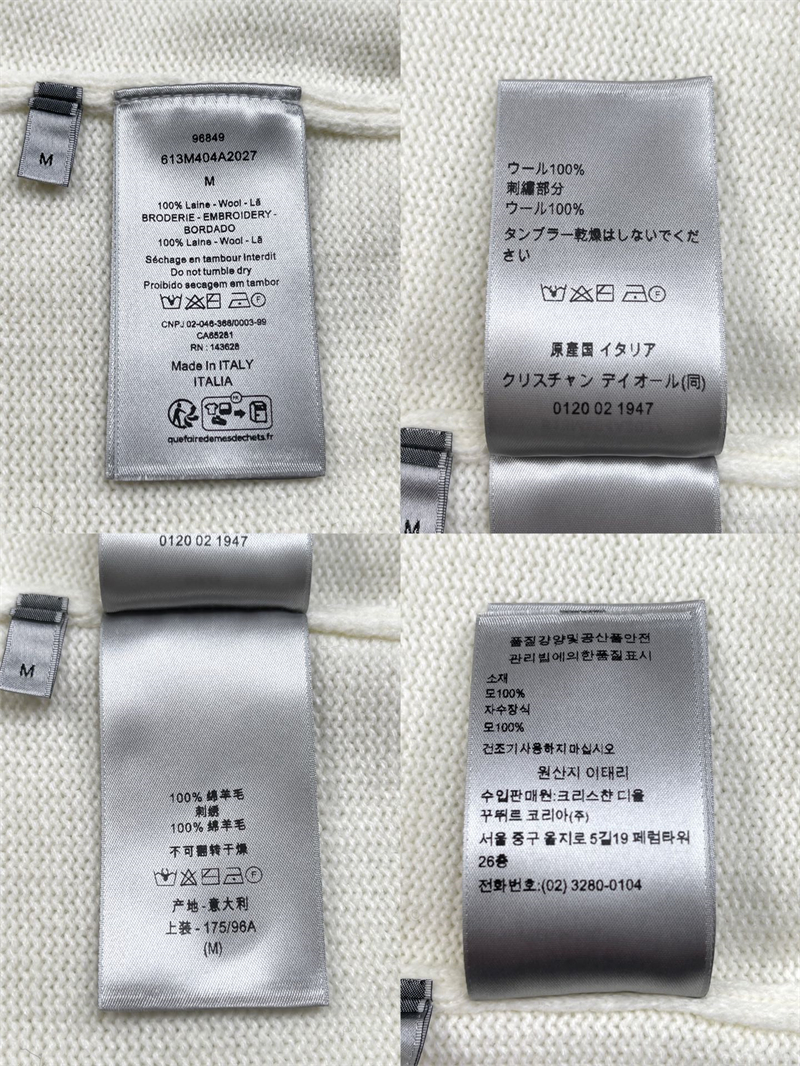 M
96849
613M404A2027
M
100% Laine - Wool - Lã
BRODERIE - EMBROIDERY -
BORDADO
100% Laine - Wool - Lã
Séchage en tambour Interdit
Do not tumble dry
Proibido secagem em tambor
F
CNPJ 02-046-366/0003-99
CA65281
RN : 143628
Made In ITALY
ITALIA
FR
quefairedemesdechets.fr
ウール100%
刺繍部分
ウール100%
タンブラー乾燥はしないでくだ
さい
F
原産国 イタリア
クリスチャン デイオール(同)
0120 02 1947
M
0120 02 1947
M
100% 绵羊毛
刺绣
100% 绵羊毛
不可翻转干燥
F
产地 - 意大利
上装 - 175/96A
(M)
품질경영및공산품안전
관리법에의한품질표시
소재
모100%
자수장식
모100%
건조기사용하지마십시오
원산지 이태리
수입판매원:크리스챤 디올
꾸뛰르 코리아(주)
서울 중구 을지로 5길19 페럼타워
26층
전화번호:(02) 3280-0104